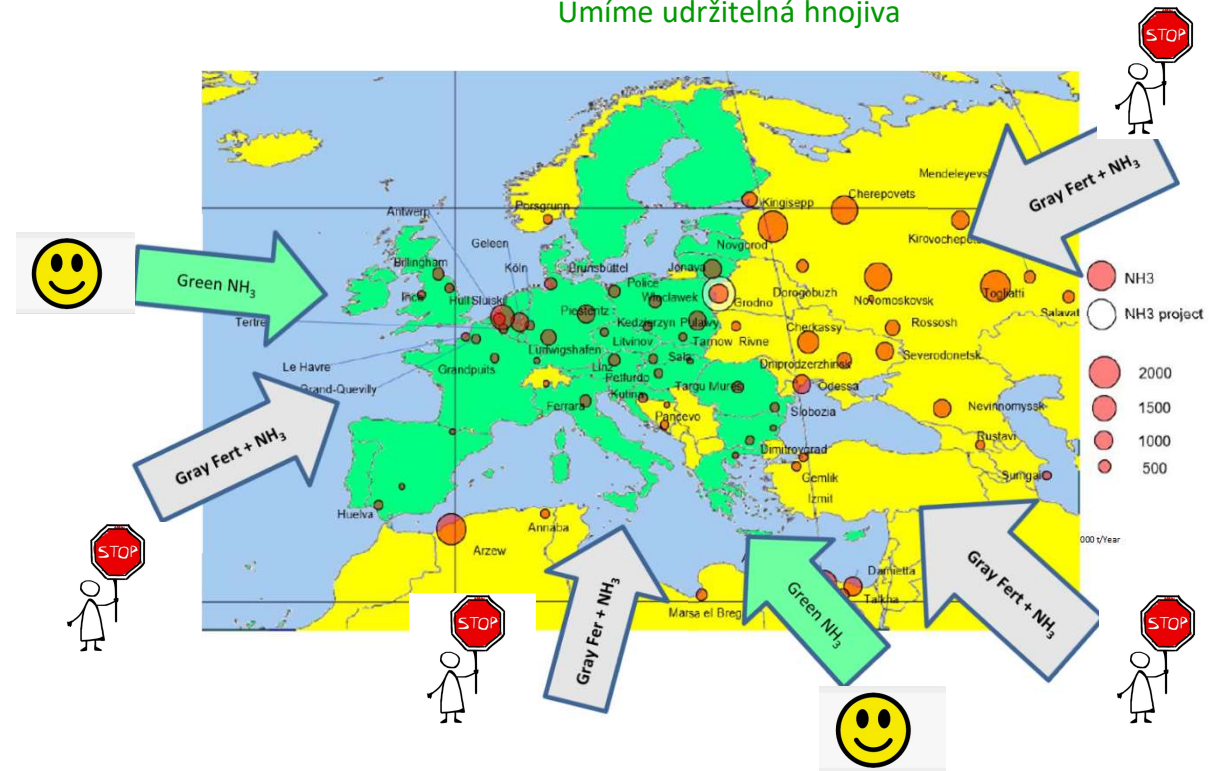 Umíme udržitelná hnojiva
STOP
Gray Fert + NH3
Mendeleyevs
Cherepovets
Kingisepp
Porsgrunn
Antwerp
Kirovochepe
Novgorod
Geleen
Green NH3
Billingham
Köln
Brunsbüttel
Jonava
NH3
Police
Ince
Hull
Sluiskil
Wloclawek
Grodno
Dorogobuzh
Novomoskovsk
Togliatti
Salavat
NH3 project
Piesteritz
Tertre
Kedzierzyn
Pulawy
Cherkassy
Rossosh
Litvinov
Tarnow
Rivne
Ludwigshafen
Sala
Severodonetsk
Le Havre
Grandpuits
Linz
Dniprodzerzhinsk
2000
Petfurdo
Targu Mures
Odessa
Grand-Quevilly
Kutina
1500
Ferrara
Slobozia
Nevinnomyssk
Pancevo
Rustavi
1000
Dimitrovgrad
500
Gray Fert + NH3
Gemlik
Sumgait
Izmit
Huelva
Annaba
000 t/Year
STOP
Arzew
Damietta
Gray Fert + NH3
Talkha
Green NH3
Marsa el Breg
Gray Fer + NH3
STOP
STOP